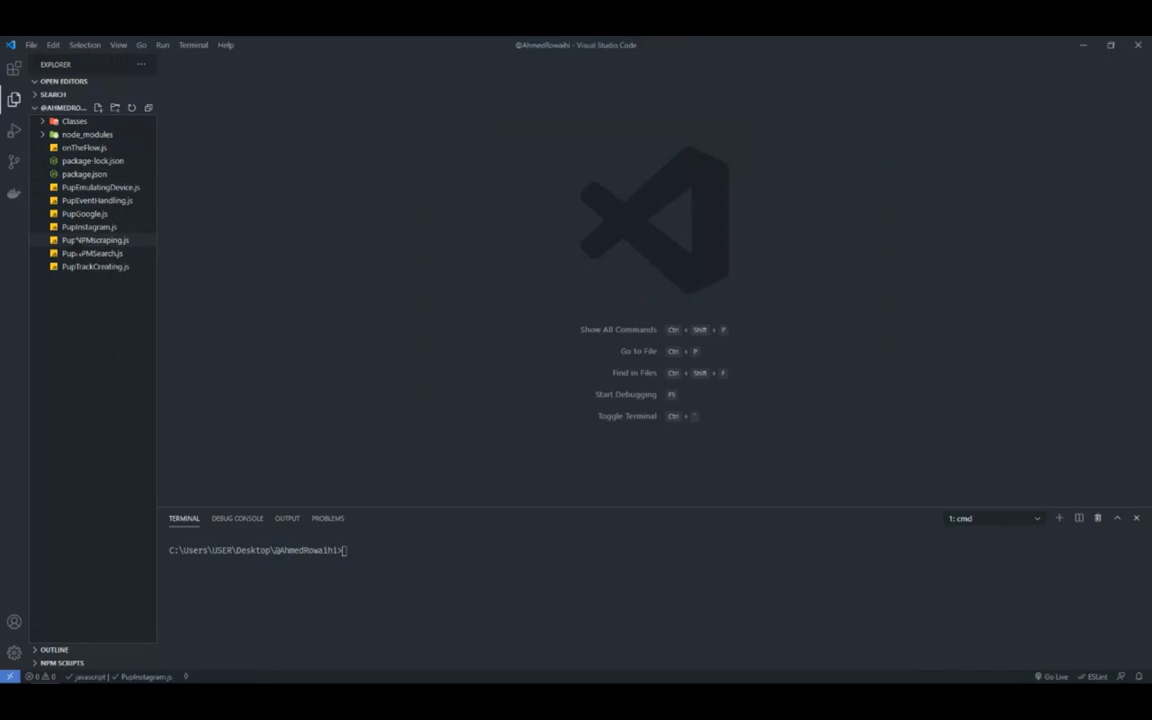 File Edit Selection View Go Run Terminal Help
@AhmedRowaihi - Visual Studio Code
EXPLORER
OPEN EDITORS
SEARCH
@AHMEDRO...
Classes
node_modules
onTheFlow.js
package-lock.json
package.json
PupEmulatingDevice.js
PupEventHandling.js
PupGoogle.js
PupInstagram.js
PupNPMscraping.js
PupNPMSearch.js
PupTrackCreating.js
Show All Commands Ctrl + Shift + P
Go to File Ctrl + P
Find in Files Ctrl + Shift + F
Start Debugging F5
Toggle Terminal Ctrl + `
TERMINAL DEBUG CONSOLE OUTPUT PROBLEMS
1: cmd
C:\Users\USER\Desktop\@AhmedRowaihi>
OUTLINE
NPM SCRIPTS
0 0 javascript | PupInstagram.js
Go Live ESLint